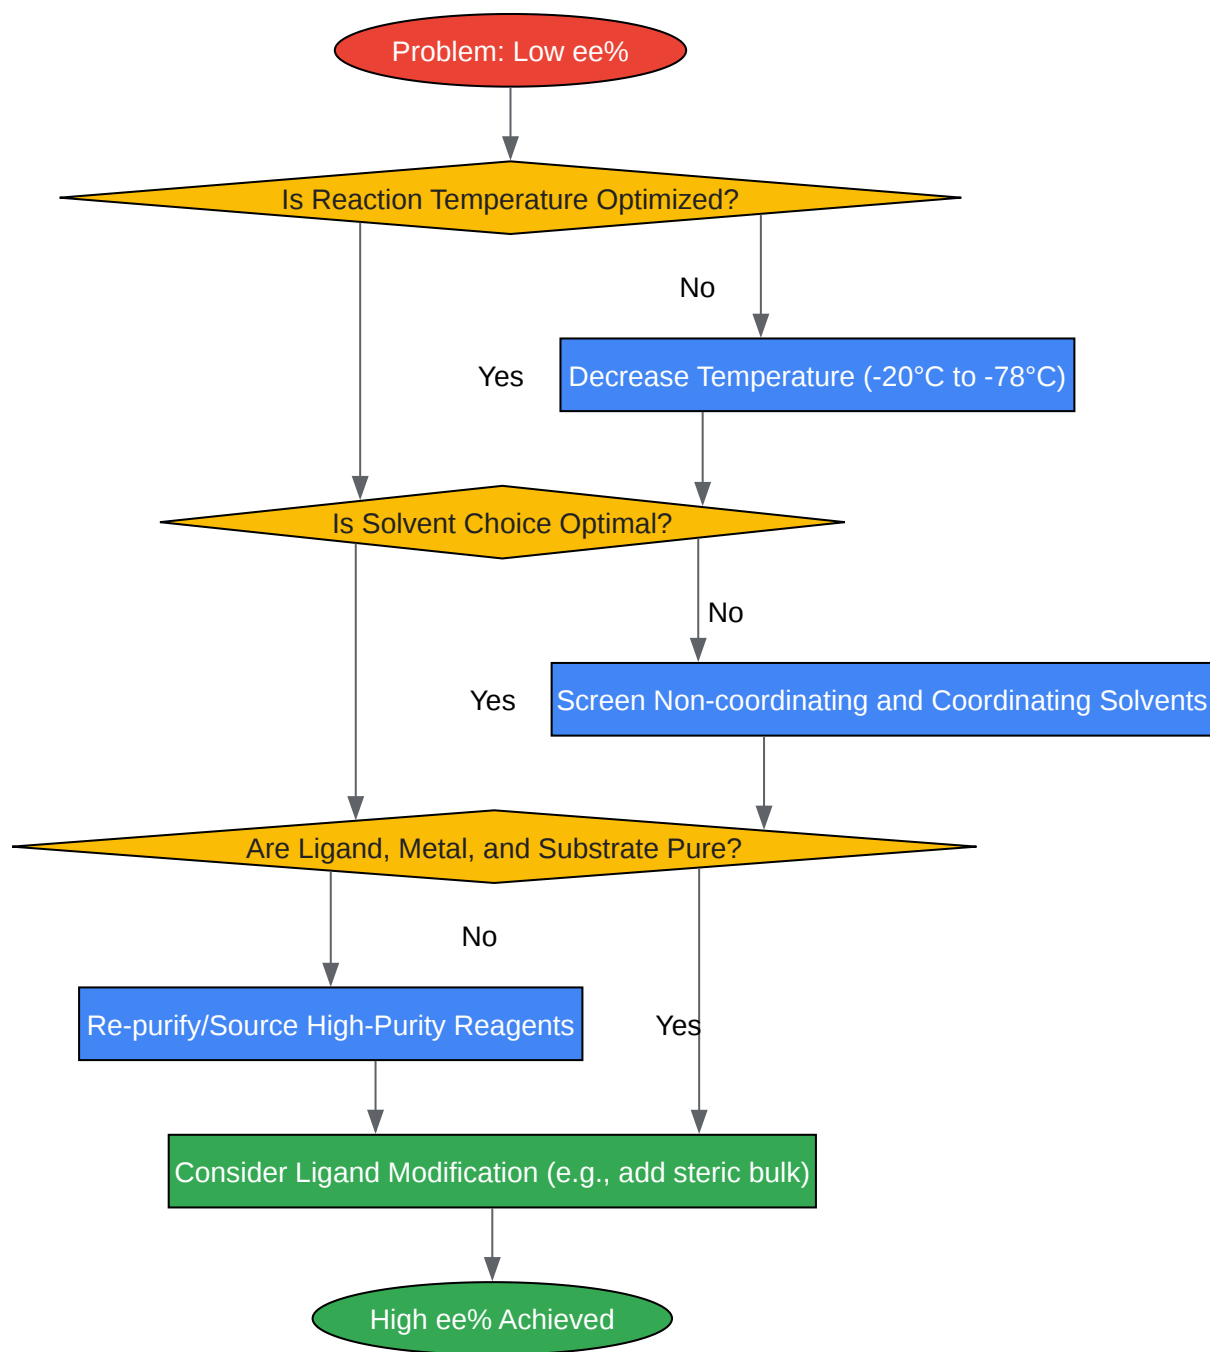 Problem: Low ee%
Is Reaction Temperature Optimized?
No
Yes
Decrease Temperature (-20°C to -78°C)
Is Solvent Choice Optimal?
No
Yes
Screen Non-coordinating and Coordinating Solvents
Are Ligand, Metal, and Substrate Pure?
No
Re-purify/Source High-Purity Reagents
Yes
Consider Ligand Modification (e.g., add steric bulk)
High ee% Achieved